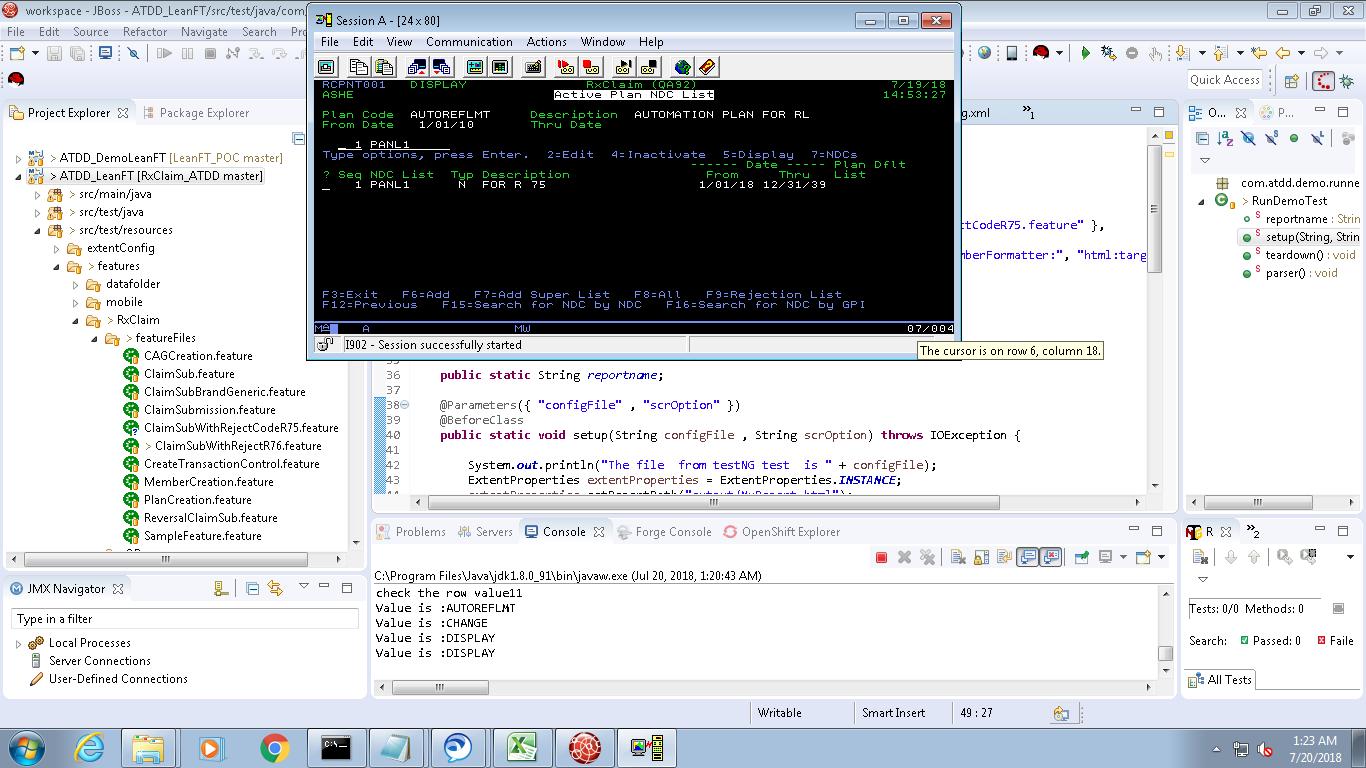 workspace - JBoss - ATDD_LeanFT/src/test/java/com/
File Edit Source Refactor Navigate Search
Quick Access
Project Explorer
Package Explorer
> ATDD_DemoLeanFT [LeanFT_POC master]
> ATDD_LeanFT [RxClaim_ATDD master]
> src/main/java
> src/test/java
> src/test/resources
extentConfig
> features
datafolder
mobile
> RxClaim
> featureFiles
CAGCreation.feature
ClaimSub.feature
ClaimSubBrandGeneric.feature
ClaimSubmission.feature
ClaimSubWithRejectCodeR75.feature
> ClaimSubWithRejectR76.feature
CreateTransactionControl.feature
MemberCreation.feature
PlanCreation.feature
ReversalClaimSub.feature
SampleFeature.feature
JMX Navigator
Type in a filter
Local Processes
Server Connections
User-Defined Connections
Session A - [24 x 80]
File Edit View Communication Actions Window Help
RCPNT001 DISPLAY RxClaim (QA92) 7/19/18
ASHE Active Plan NDC List 14:53:27
Plan Code AUTOREFLMT Description AUTOMATION PLAN FOR RL
From Date 1/01/10 Thru Date
1 PANL1
Type options, press Enter. 2=Edit 4=Inactivate 5=Display 7=NDCs
------ Date ----- Plan Dflt
? Seq NDC List Typ Description From Thru List
_ 1 PANL1 N FOR R 75 1/01/18 12/31/39
F3=Exit F6=Add F7=Add Super List F8=All F9=Rejection List
F12=Previous F15=Search for NDC by NDC F16=Search for NDC by GPI
MA A MW 07/004
I902 - Session successfully started
The cursor is on row 6, column 18.
g.xml
»1
ctCodeR75.feature" },
mberFormatter:", "html:targ
36 public static String reportname;
37
38 @Parameters({ "configFile" , "scrOption" })
39 @BeforeClass
40 public static void setup(String configFile , String scrOption) throws IOException {
41
42 System.out.println("The file from testNG test is " + configFile);
43 ExtentProperties extentProperties = ExtentProperties.INSTANCE;
Problems Servers Console Forge Console OpenShift Explorer
C:\Program Files\Java\jdk1.8.0_91\bin\javaw.exe (Jul 20, 2018, 1:20:43 AM)
check the row value11
Value is :AUTOREFLMT
Value is :CHANGE
Value is :DISPLAY
Value is :DISPLAY
O...
P...
com.atdd.demo.runne
> RunDemoTest
reportname : Strin
setup(String, Strin
teardown() : void
parser() : void
R
»2
Tests: 0/0 Methods: 0
Search: Passed: 0 Faile
All Tests
Writable Smart Insert 49 : 27
1:23 AM
7/20/2018